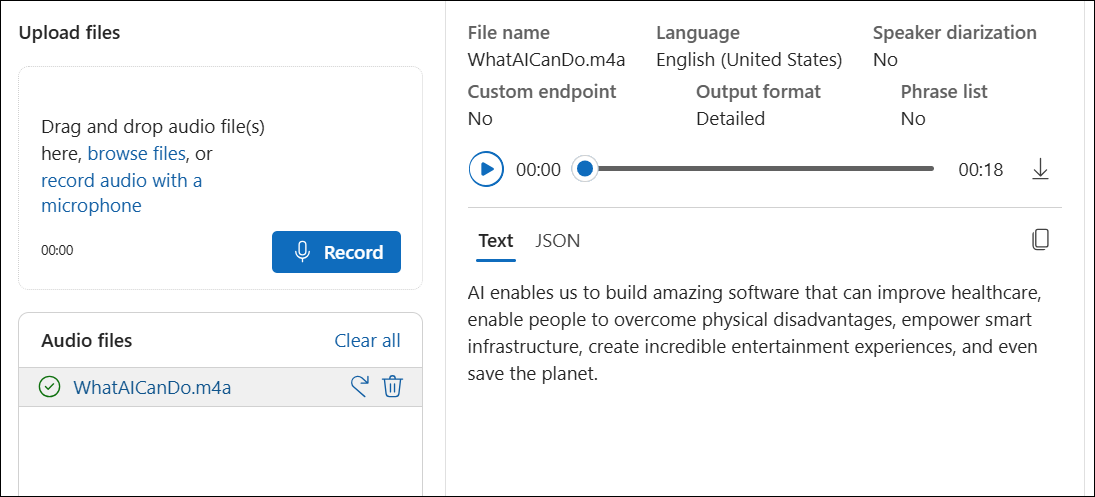 Upload files
Drag and drop audio file(s)
here, browse files, or
record audio with a
microphone
00:00
Record
Audio files
Clear all
WhatAICanDo.m4a
File name
Language
Speaker diarization
WhatAICanDo.m4a
English (United States)
No
Custom endpoint
Output format
Phrase list
No
Detailed
No
00:00
00:18
Text
JSON
AI enables us to build amazing software that can improve healthcare,
enable people to overcome physical disadvantages, empower smart
infrastructure, create incredible entertainment experiences, and even
save the planet.